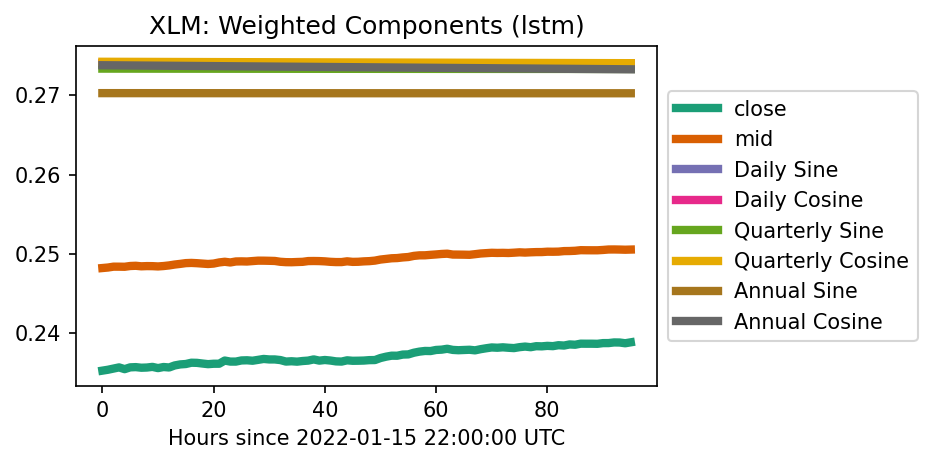 XLM: Weighted Components (lstm)
0.27
0.26
0.25
0.24
0
20
40
60
80
Hours since 2022-01-15 22:00:00 UTC
close
mid
Daily Sine
Daily Cosine
Quarterly Sine
Quarterly Cosine
Annual Sine
Annual Cosine